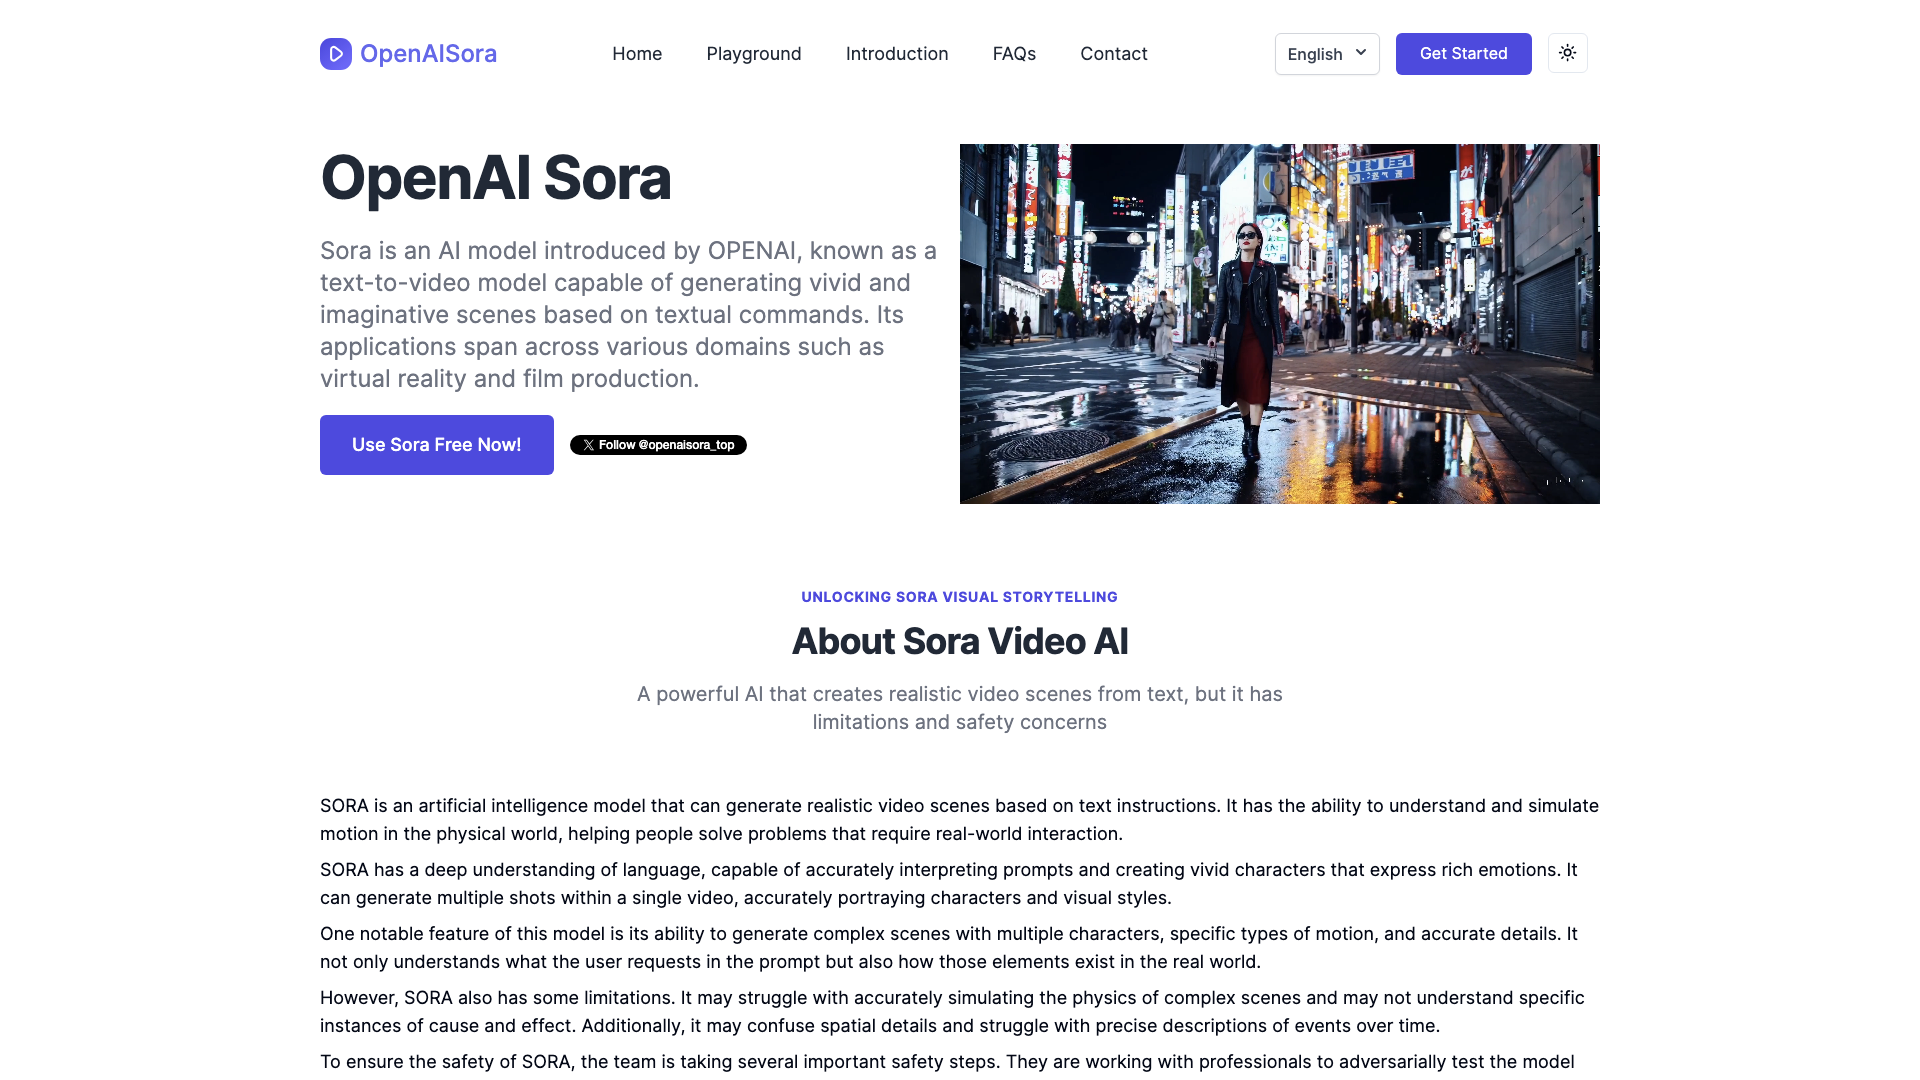 OpenAISora
Home
Playground
Introduction
FAQs
Contact
English
Get Started
OpenAI Sora
Sora is an AI model introduced by OPENAI, known as a
text-to-video model capable of generating vivid and
imaginative scenes based on textual commands. Its
applications span across various domains such as
virtual reality and film production.
Use Sora Free Now!
Follow @openaisora_top
UNLOCKING SORA VISUAL STORYTELLING
About Sora Video AI
A powerful AI that creates realistic video scenes from text, but it has
limitations and safety concerns
SORA is an artificial intelligence model that can generate realistic video scenes based on text instructions. It has the ability to understand and simulate
motion in the physical world, helping people solve problems that require real-world interaction.
SORA has a deep understanding of language, capable of accurately interpreting prompts and creating vivid characters that express rich emotions. It
can generate multiple shots within a single video, accurately portraying characters and visual styles.
One notable feature of this model is its ability to generate complex scenes with multiple characters, specific types of motion, and accurate details. It
not only understands what the user requests in the prompt but also how those elements exist in the real world.
However, SORA also has some limitations. It may struggle with accurately simulating the physics of complex scenes and may not understand specific
instances of cause and effect. Additionally, it may confuse spatial details and struggle with precise descriptions of events over time.
To ensure the safety of SORA, the team is taking several important safety steps. They are working with professionals to adversarially test the model